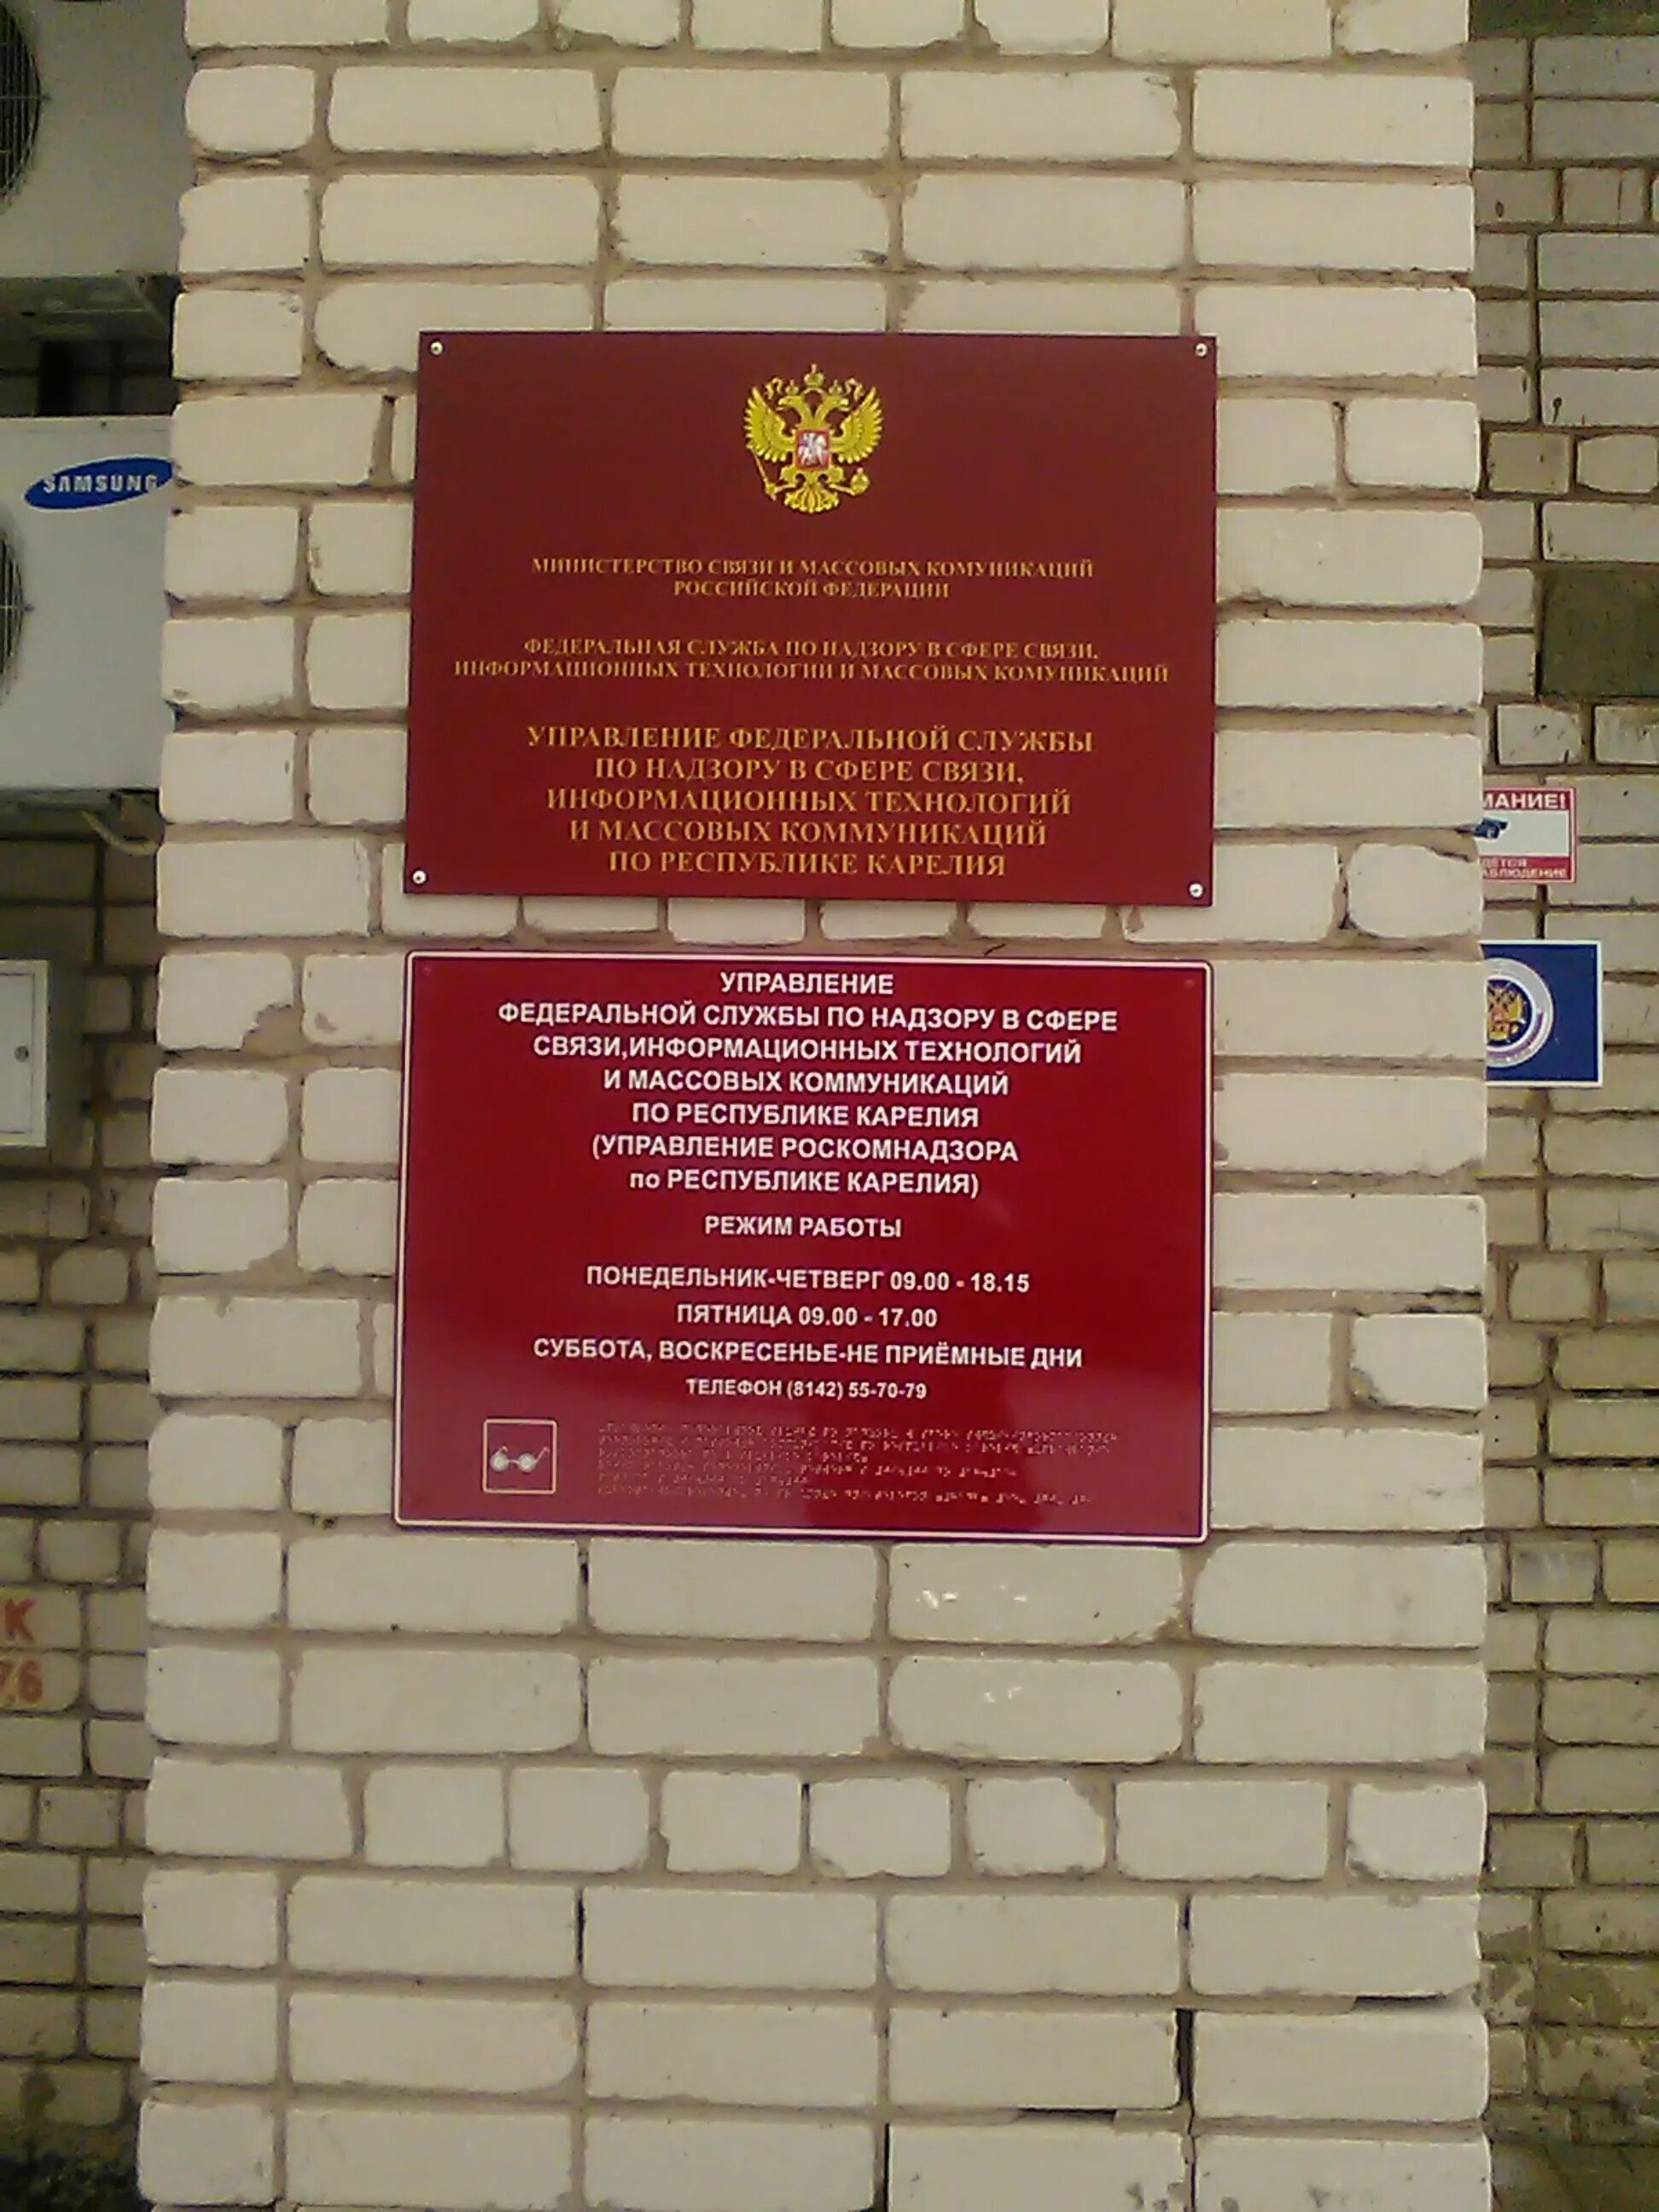 SAMSUNG
МИНИСТЕРСТВО СВЯЗИ И МАССОВЫХ КОМУНИКАЦИЙ
РОССИЙСКОЙ ФЕДЕРАЦИИ
ФЕДЕРАЛЬНАЯ СЛУЖБА ПО НАДЗОРУ В СФЕРЕ СВЯЗИ,
ИНФОРМАЦИОННЫХ ТЕХНОЛОГИИ И МАССОВЫХ КОМУНИКАЦИЙ
УПРАВЛЕНИЕ ФЕДЕРАЛЬНОЙ СЛУЖБЫ
ПО НАДЗОРУ В СФЕРЕ СВЯЗИ,
ИНФОРМАЦИОННЫХ ТЕХНОЛОГИЙ
И МАССОВЫХ КОММУНИКАЦИЙ
ПО РЕСПУБЛИКЕ КАРЕЛИЯ
МАНИЕ!
УПРАВЛЕНИЕ
ФЕДЕРАЛЬНОЙ СЛУЖБЫ ПО НАДЗОРУ В СФЕРЕ
СВЯЗИ,ИНФОРМАЦИОННЫХ ТЕХНОЛОГИЙ
И МАССОВЫХ КОММУНИКАЦИЙ
ПО РЕСПУБЛИКЕ КАРЕЛИЯ
(УПРАВЛЕНИЕ РОСКОМНАДЗОРА
по РЕСПУБЛИКЕ КАРЕЛИЯ)
РЕЖИМ РАБОТЫ
ПОНЕДЕЛЬНИК-ЧЕТВЕРГ 09.00 - 18.15
ПЯТНИЦА 09.00 - 17.00
СУББОТА, ВОСКРЕСЕНЬЕ-НЕ ПРИЁМНЫЕ ДНИ
ТЕЛЕФОН (8142) 55-70-79
К
76